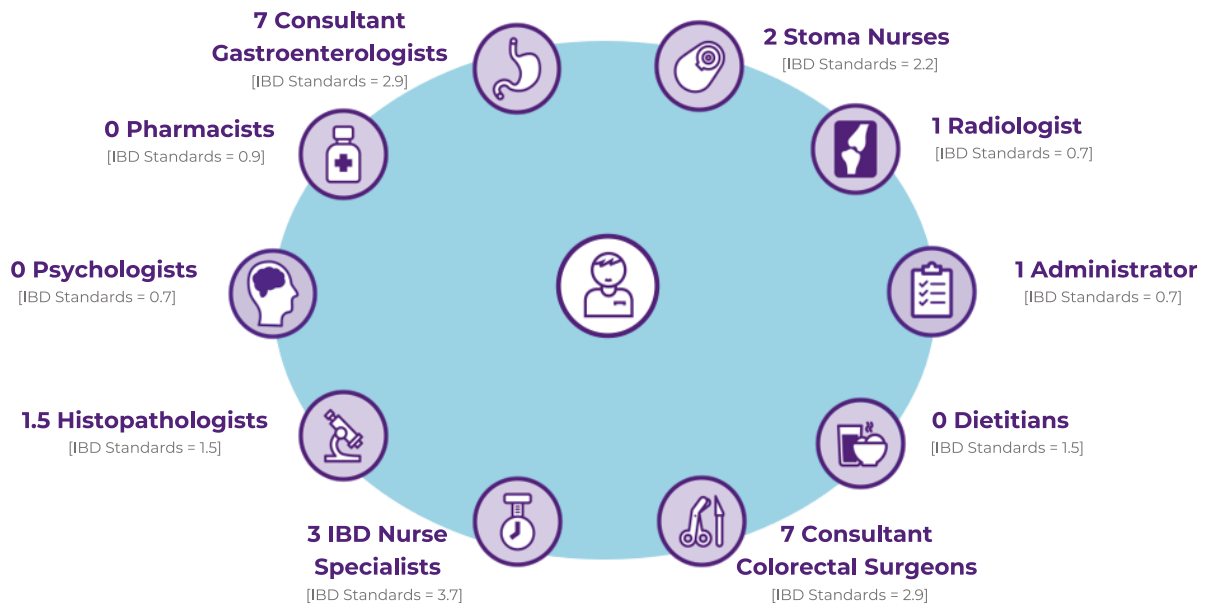 7 Consultant
Gastroenterologists
[IBD Standards = 2.9]
2 Stoma Nurses
[IBD Standards = 2.2]
0 Pharmacists
[IBD Standards = 0.9]
1 Radiologist
[IBD Standards = 0.7]
0 Psychologists
[IBD Standards = 0.7]
1 Administrator
[IBD Standards = 0.7]
1.5 Histopathologists
[IBD Standards = 1.5]
0 Dietitians
[IBD Standards = 1.5]
3 IBD Nurse
Specialists
[IBD Standards = 3.7]
7 Consultant
Colorectal Surgeons
[IBD Standards = 2.9]